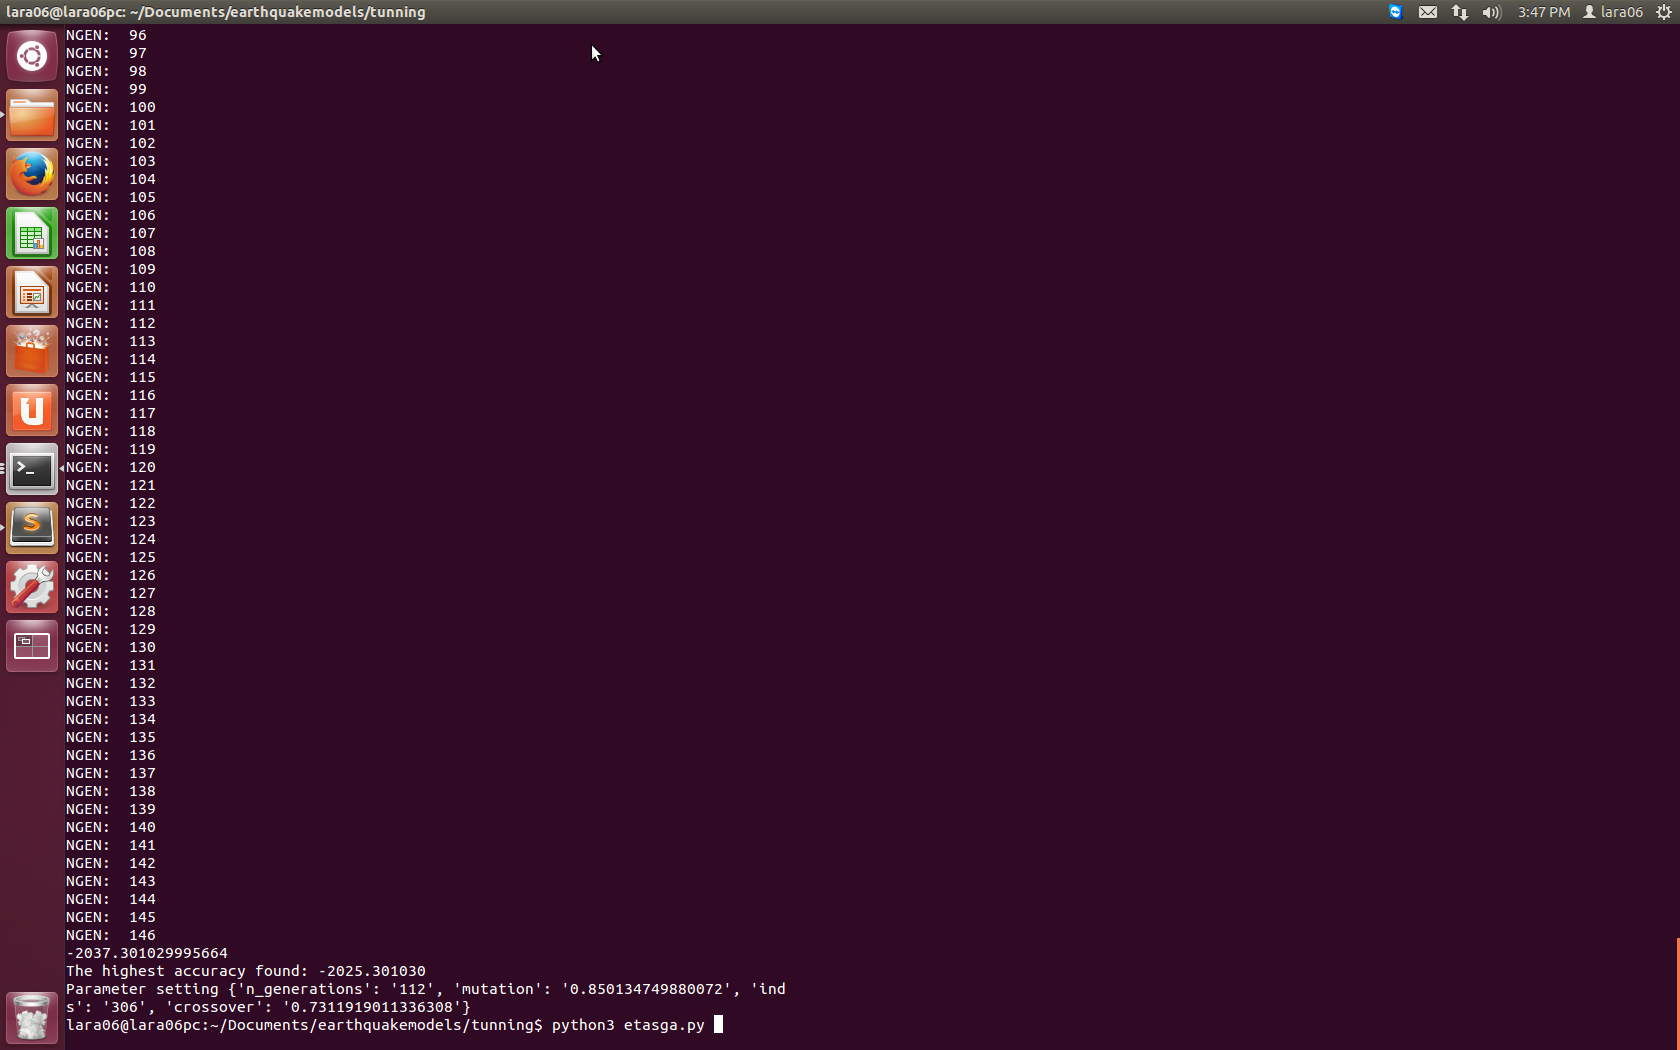 lara06@lara06pc: ~/Documents/earthquakemodels/tunning
3:47 PM
lara06
NGEN:  96
NGEN:  97
NGEN:  98
NGEN:  99
NGEN:  100
NGEN:  101
NGEN:  102
NGEN:  103
NGEN:  104
NGEN:  105
NGEN:  106
NGEN:  107
NGEN:  108
NGEN:  109
NGEN:  110
NGEN:  111
NGEN:  112
NGEN:  113
NGEN:  114
NGEN:  115
NGEN:  116
NGEN:  117
NGEN:  118
NGEN:  119
NGEN:  120
NGEN:  121
NGEN:  122
NGEN:  123
NGEN:  124
NGEN:  125
NGEN:  126
NGEN:  127
NGEN:  128
NGEN:  129
NGEN:  130
NGEN:  131
NGEN:  132
NGEN:  133
NGEN:  134
NGEN:  135
NGEN:  136
NGEN:  137
NGEN:  138
NGEN:  139
NGEN:  140
NGEN:  141
NGEN:  142
NGEN:  143
NGEN:  144
NGEN:  145
NGEN:  146
-2037.301029995664
The highest accuracy found: -2025.301030
Parameter setting {'n_generations': '112', 'mutation': '0.850134749880072', 'ind
s': '306', 'crossover': '0.7311919011336308'}
lara06@lara06pc:~/Documents/earthquakemodels/tunning$ python3 etasga.py